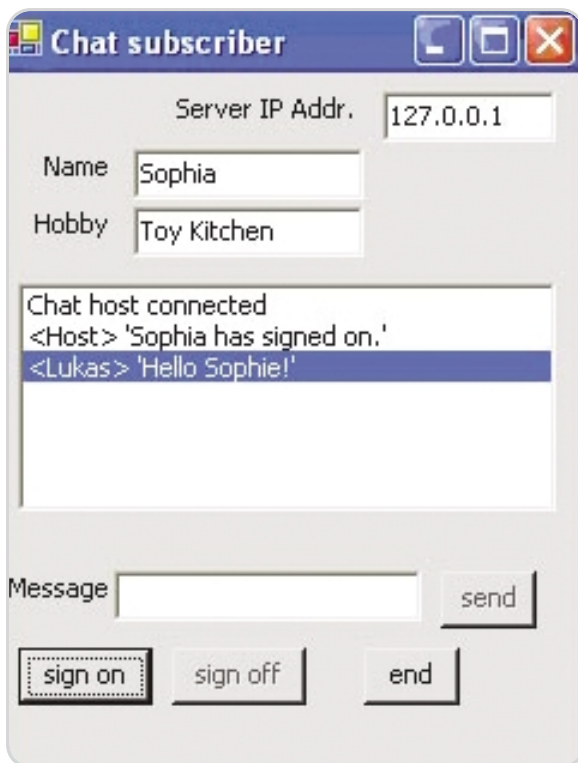 Chat subscriber
Server IP Addr. 127.0.0.1
Name Sophia
Hobby Toy Kitchen
Chat host connected
<Host> 'Sophia has signed on.'
<Lukas> 'Hello Sophie!'
Message send
sign on sign off end